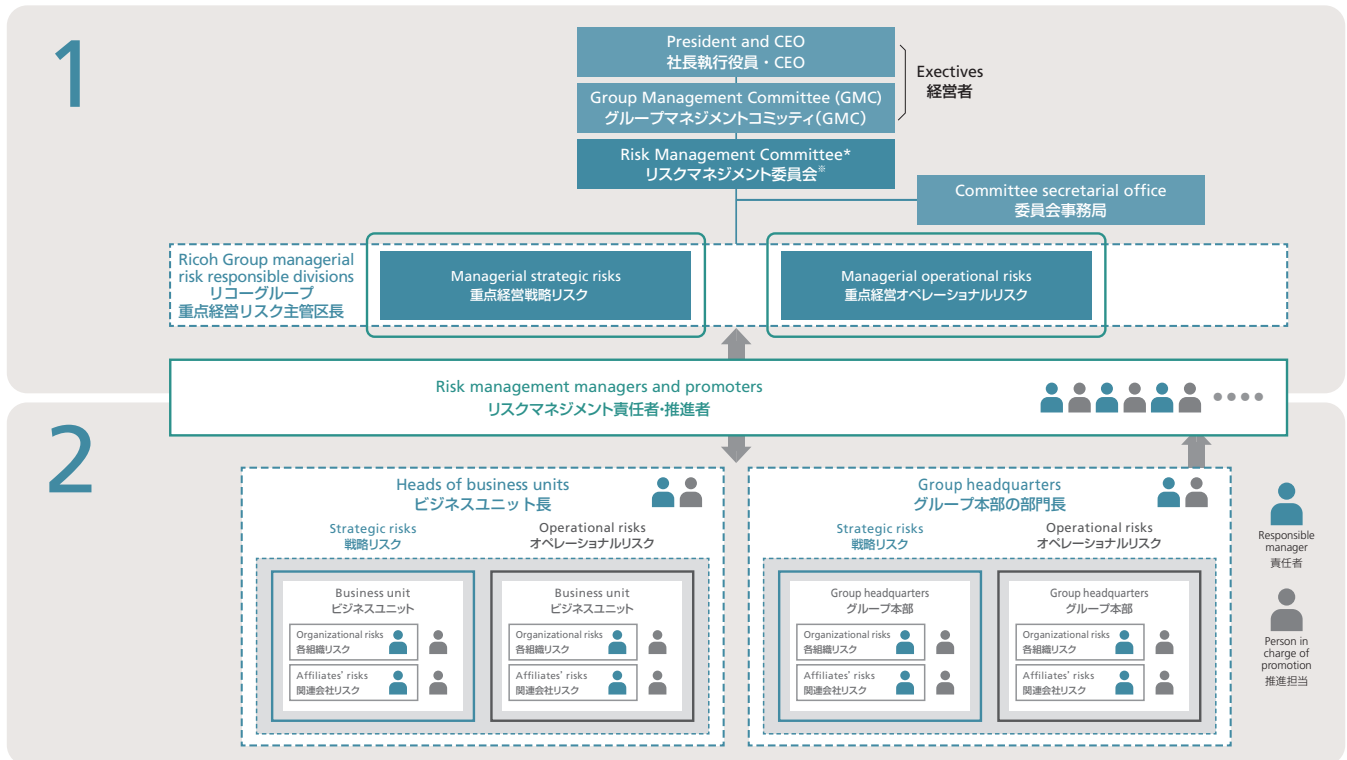 1
President and CEO
社長執行役員・CEO
Group Management Committee (GMC)
グループマネジメントコミッティ(GMC)
Exectives
経営者
Risk Management Committee*
リスクマネジメント委員会※
Committee secretarial office
委員会事務局
Ricoh Group managerial
risk responsible divisions
リコーグループ
重点経営リスク主管区長
Managerial strategic risks
重点経営戦略リスク
Managerial operational risks
重点経営オペレーショナルリスク
Risk management managers and promoters
リスクマネジメント責任者・推進者
2
Heads of business units
ビジネスユニット長
Strategic risks
戦略リスク
Operational risks
オペレーショナルリスク
Business unit
ビジネスユニット
Organizational risks
各組織リスク
Affiliates' risks
関連会社リスク
Business unit
ビジネスユニット
Organizational risks
各組織リスク
Affiliates' risks
関連会社リスク
Group headquarters
グループ本部の部門長
Strategic risks
戦略リスク
Operational risks
オペレーショナルリスク
Group headquarters
グループ本部
Organizational risks
各組織リスク
Affiliates' risks
関連会社リスク
Group headquarters
グループ本部
Organizational risks
各組織リスク
Affiliates' risks
関連会社リスク
Responsible
manager
責任者
Person in
charge of
promotion
推進担当